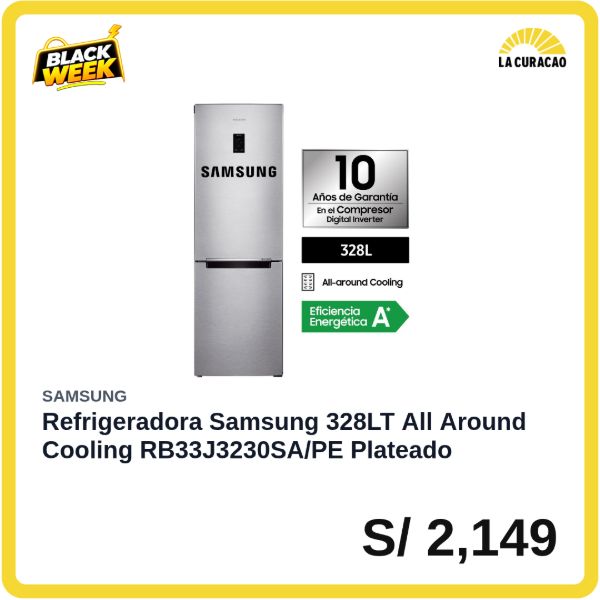 BLACK
WEEK
LA CURACAO
SAMSUNG
10
Años de Garantía
En el Compresor
Digital Inverter
328L
All-around Cooling
Eficiencia
Energética
A*
SAMSUNG
Refrigeradora Samsung 328LT All Around
Cooling RB33J3230SA/PE Plateado
S/ 2,149